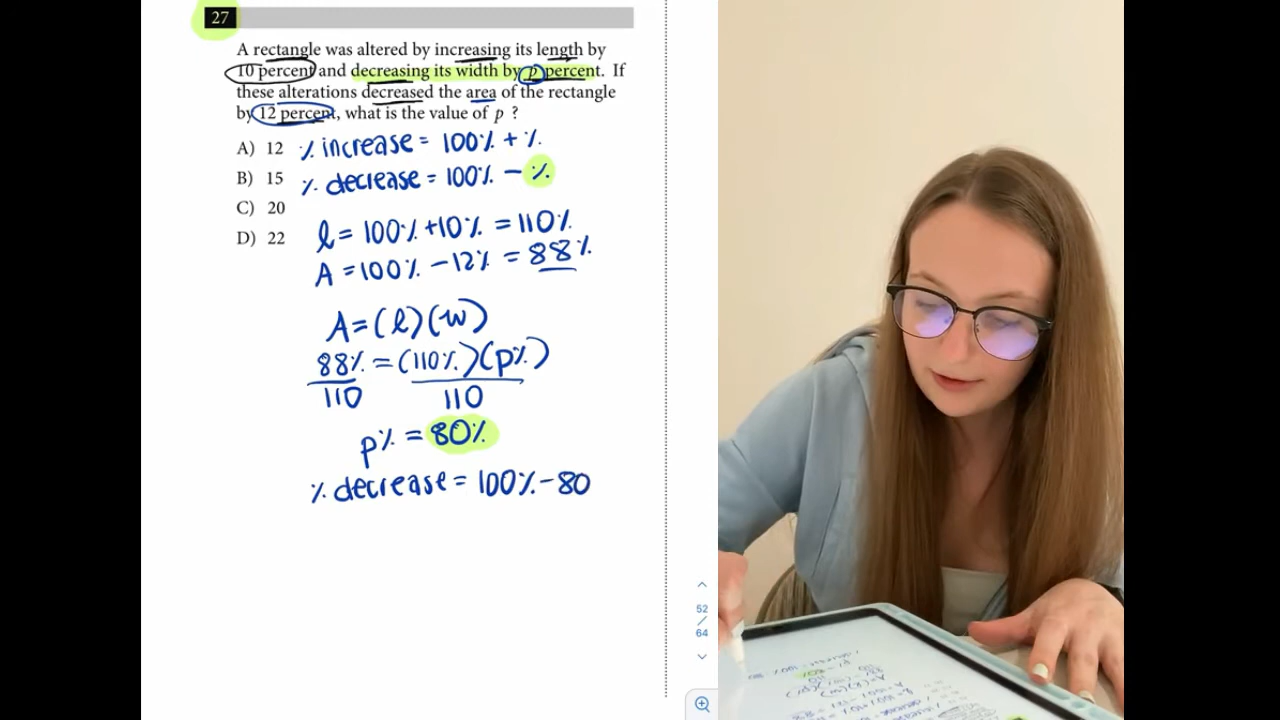 27
A rectangle was altered by increasing its length by
10 percent and decreasing its width by p percent. If
these alterations decreased the area of the rectangle
by 12 percent, what is the value of p ?
A) 12
B) 15
C) 20
D) 22
% increase = 100% + %
% decrease = 100% - %
l = 100% + 10% = 110%
A = 100% - 12% = 88%
A = (l)(w)
88% = (110%)(p%)
110 110
p% = 80%
% decrease = 100% - 80
52
/
64